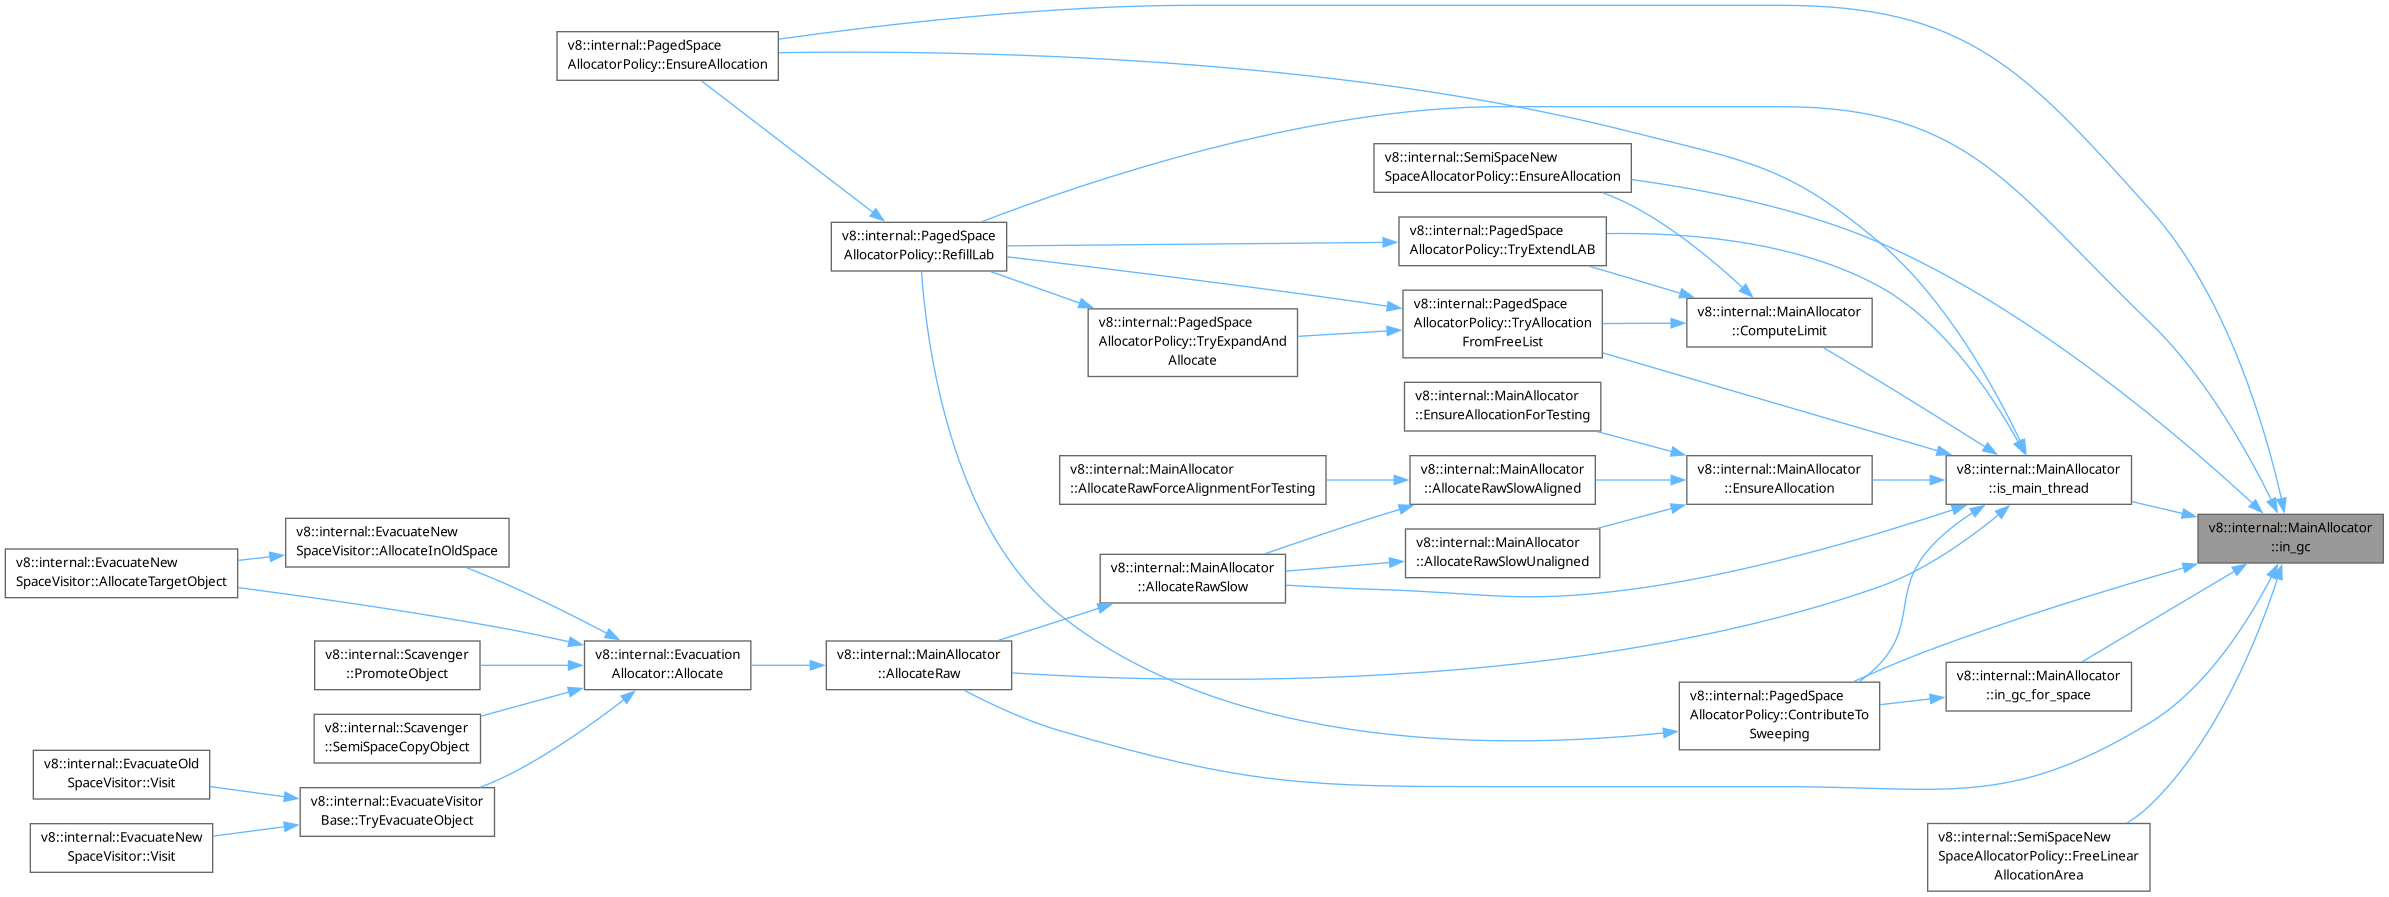 v8::internal::PagedSpace
AllocatorPolicy::EnsureAllocation
v8::internal::SemiSpaceNew
SpaceAllocatorPolicy::EnsureAllocation
v8::internal::PagedSpace
AllocatorPolicy::RefillLab
v8::internal::PagedSpace
AllocatorPolicy::TryExtendLAB
v8::internal::PagedSpace
AllocatorPolicy::TryExpandAnd
Allocate
v8::internal::PagedSpace
AllocatorPolicy::TryAllocation
FromFreeList
v8::internal::MainAllocator
::ComputeLimit
v8::internal::MainAllocator
::EnsureAllocationForTesting
v8::internal::MainAllocator
::AllocateRawForceAlignmentForTesting
v8::internal::MainAllocator
::AllocateRawSlowAligned
v8::internal::MainAllocator
::EnsureAllocation
v8::internal::MainAllocator
::is_main_thread
v8::internal::MainAllocator
::in_gc
v8::internal::EvacuateNew
SpaceVisitor::AllocateInOldSpace
v8::internal::EvacuateNew
SpaceVisitor::AllocateTargetObject
v8::internal::MainAllocator
::AllocateRawSlow
v8::internal::MainAllocator
::AllocateRawSlowUnaligned
v8::internal::Scavenger
::PromoteObject
v8::internal::Evacuation
Allocator::Allocate
v8::internal::MainAllocator
::AllocateRaw
v8::internal::PagedSpace
AllocatorPolicy::ContributeTo
Sweeping
v8::internal::MainAllocator
::in_gc_for_space
v8::internal::Scavenger
::SemiSpaceCopyObject
v8::internal::EvacuateOld
SpaceVisitor::Visit
v8::internal::EvacuateVisitor
Base::TryEvacuateObject
v8::internal::EvacuateNew
SpaceVisitor::Visit
v8::internal::SemiSpaceNew
SpaceAllocatorPolicy::FreeLinear
AllocationArea